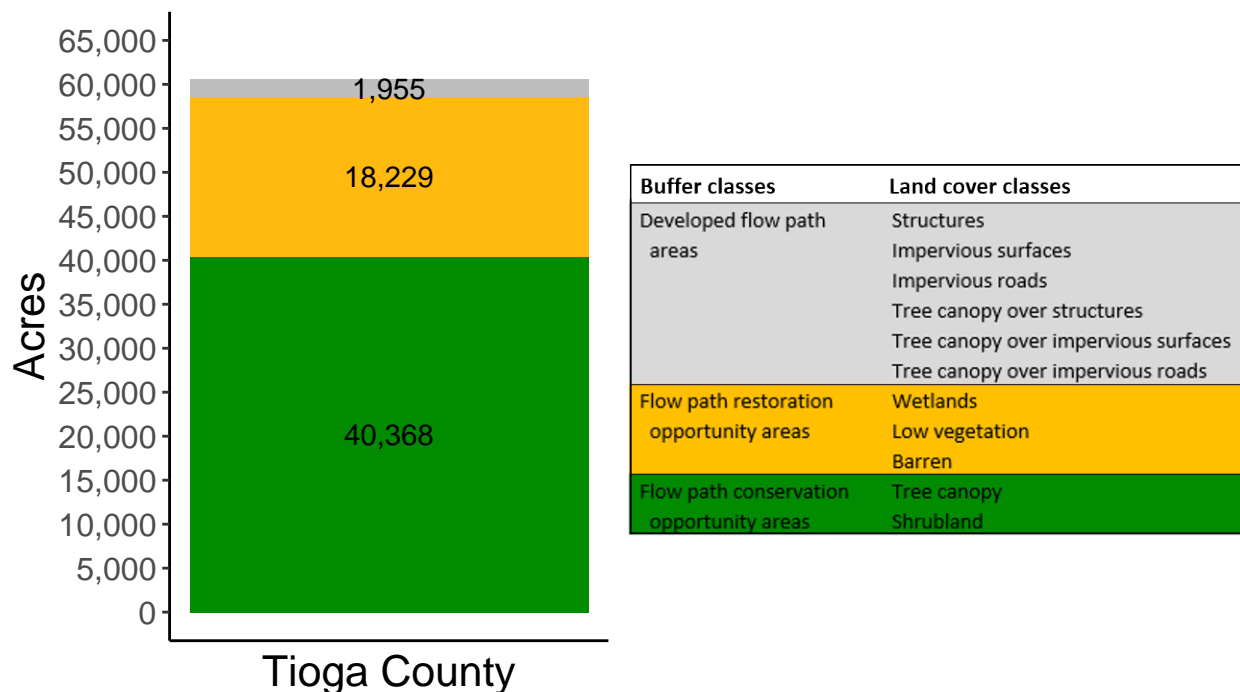 65,000
60,000
55,000
50,000
45,000
40,000
35,000
30,000
25,000
20,000
15,000
10,000
5,000
0
Acres
1,955
18,229
40,368
Tioga County
Buffer classes Land cover classes
Developed flow path Structures
areas Impervious surfaces
Impervious roads
Tree canopy over structures
Tree canopy over impervious surfaces
Tree canopy over impervious roads
Flow path restoration Wetlands
opportunity areas Low vegetation
Barren
Flow path conservation Tree canopy
opportunity areas Shrubland